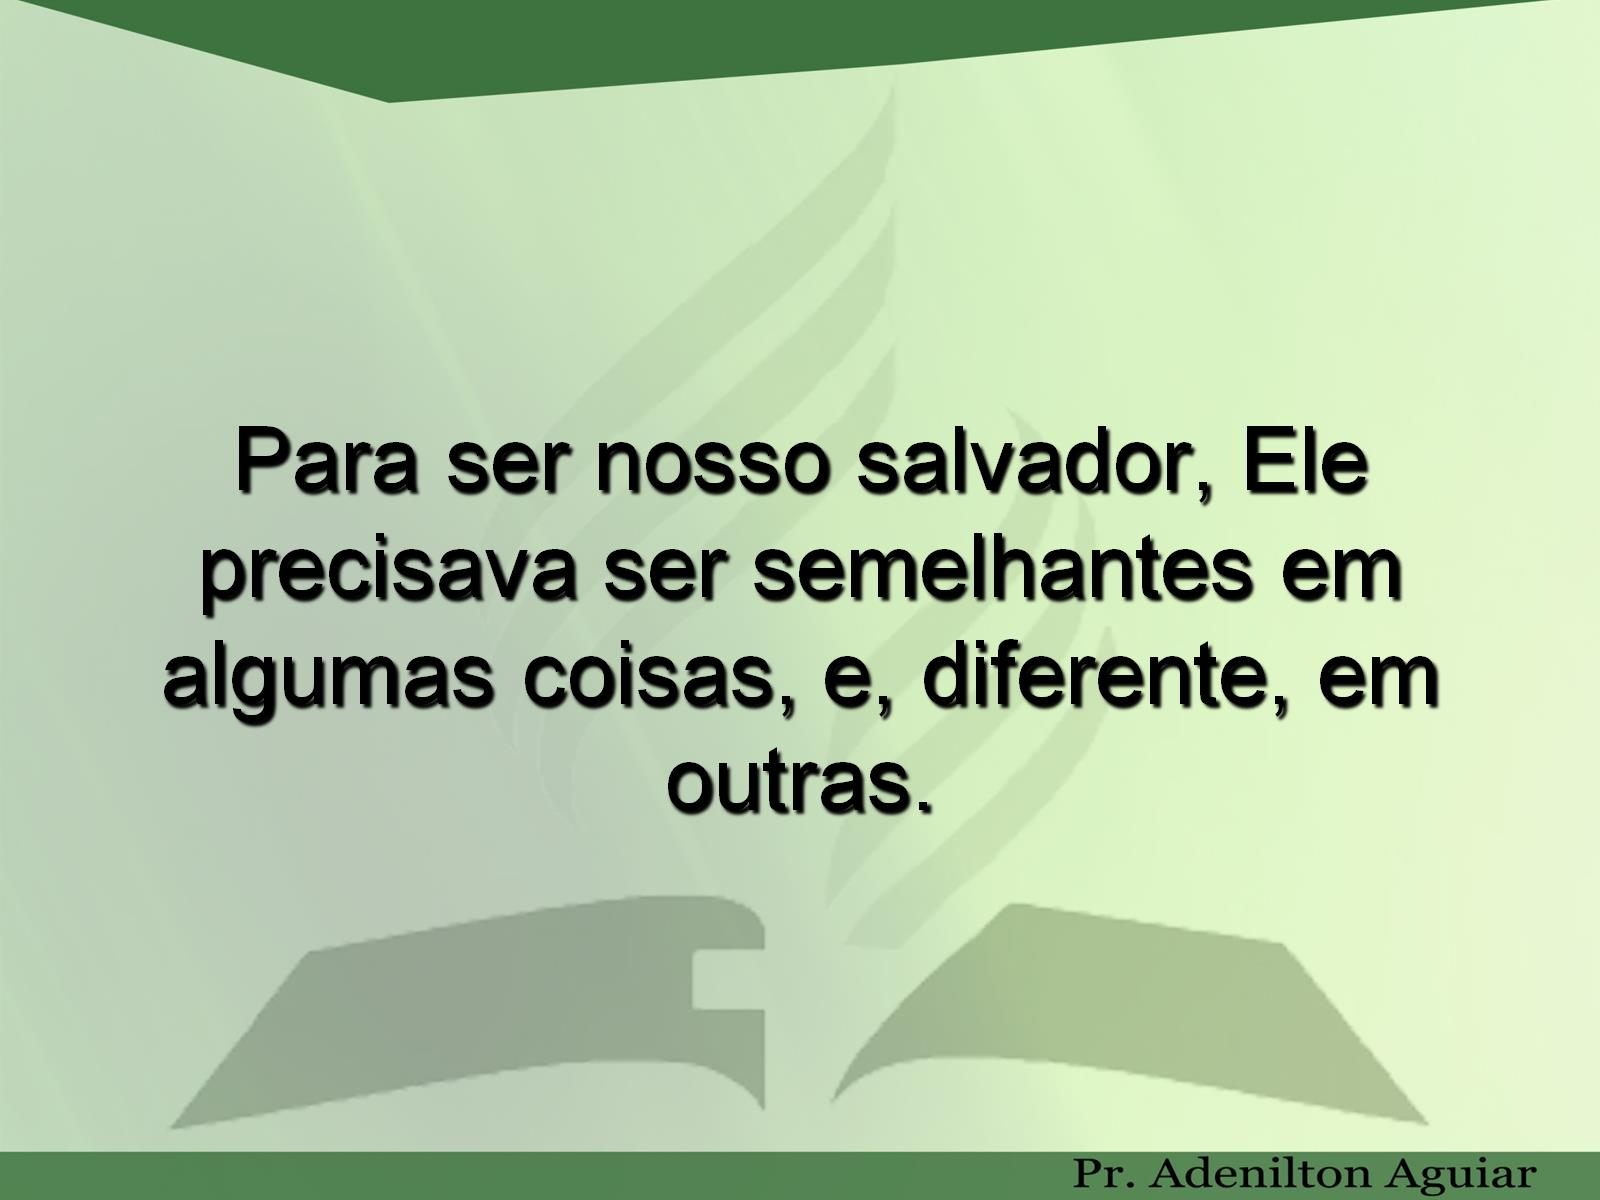 Para ser nosso salvador, Ele
precisava ser semelhantes em
algumas coisas, e, diferente, em
outras.
Pr. Adenilton Aguiar